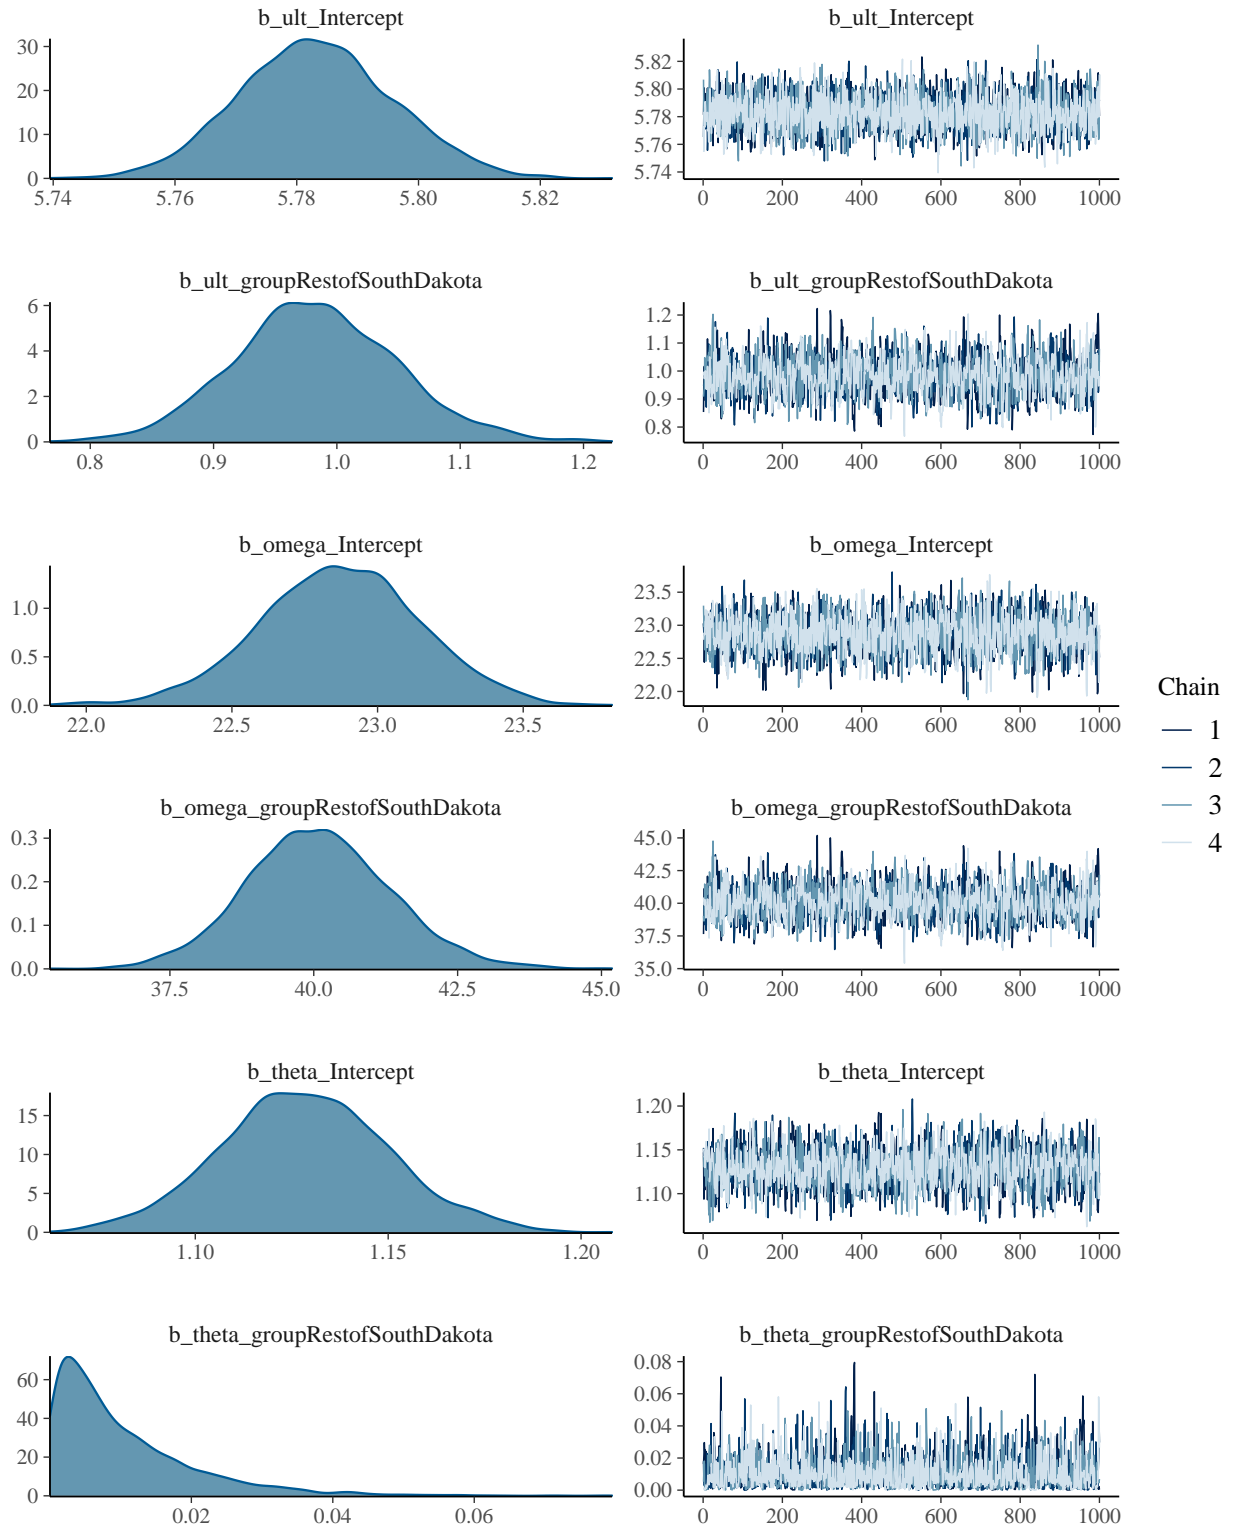 b_ult_Intercept
30
20
10
0
5.74 5.76 5.78 5.80 5.82
b_ult_Intercept
5.82
5.80
5.78
5.76
5.74
0 200 400 600 800 1000
b_ult_groupRestofSouthDakota
6
4
2
0
0.8 0.9 1.0 1.1 1.2
b_ult_groupRestofSouthDakota
1.2
1.1
1.0
0.9
0.8
0 200 400 600 800 1000
b_omega_Intercept
1.0
0.5
0.0
22.0 22.5 23.0 23.5
b_omega_Intercept
23.5
23.0
22.5
22.0
0 200 400 600 800 1000
b_omega_groupRestofSouthDakota
0.3
0.2
0.1
0.0
37.5 40.0 42.5 45.0
b_omega_groupRestofSouthDakota
45.0
42.5
40.0
37.5
35.0
0 200 400 600 800 1000
b_theta_Intercept
15
10
5
0
1.10 1.15 1.20
b_theta_Intercept
1.20
1.15
1.10
0 200 400 600 800 1000
b_theta_groupRestofSouthDakota
60
40
20
0
0.02 0.04 0.06
b_theta_groupRestofSouthDakota
0.08
0.06
0.04
0.02
0.00
0 200 400 600 800 1000
Chain
1
2
3
4